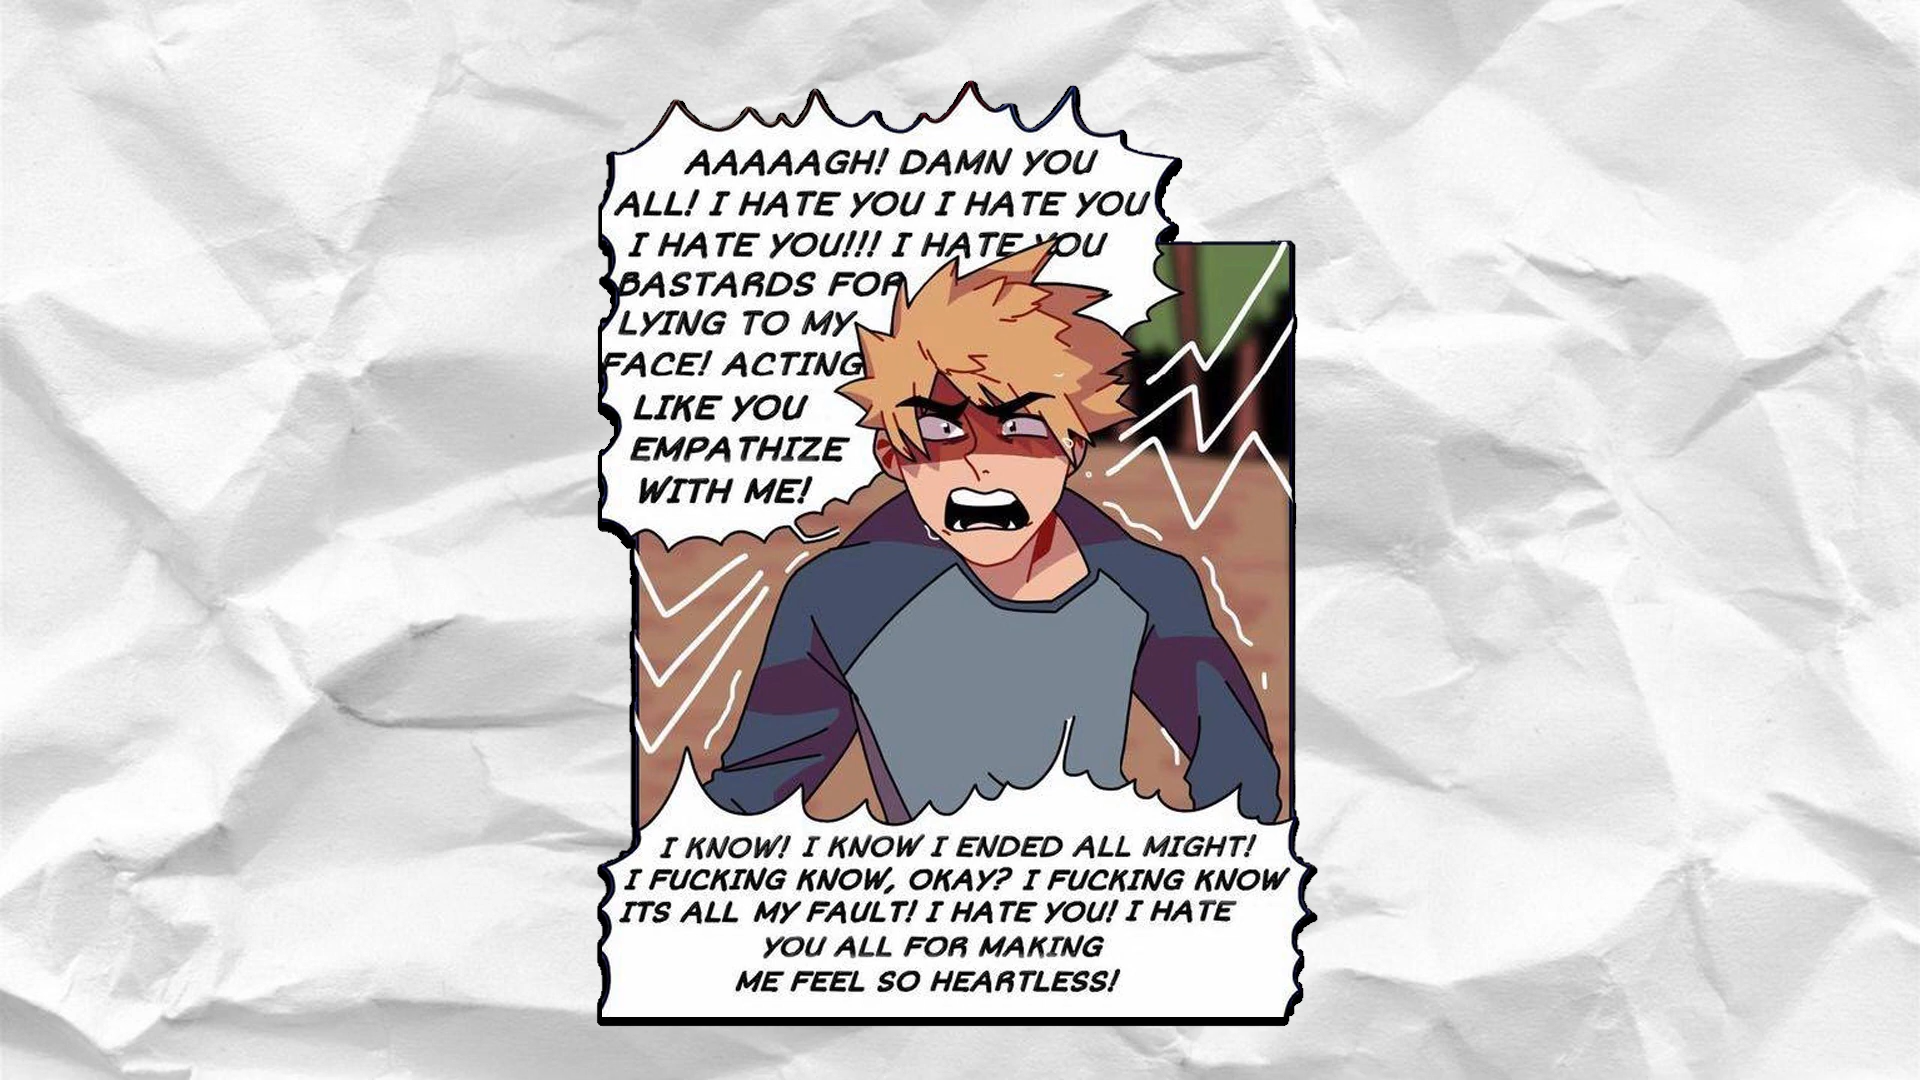 AAAAAGH! DAMN YOU
ALL! I HATE YOU I HATE YOU
I HATE YOU!!! I HATE YOU
BASTARDS FOR
LYING TO MY
FACE! ACTING
LIKE YOU
EMPATHIZE
WITH ME!
I KNOW! I KNOW I ENDED ALL MIGHT!
I FUCKING KNOW, OKAY? I FUCKING KNOW
ITS ALL MY FAULT! I HATE YOU! I HATE
YOU ALL FOR MAKING
ME FEEL SO HEARTLESS!